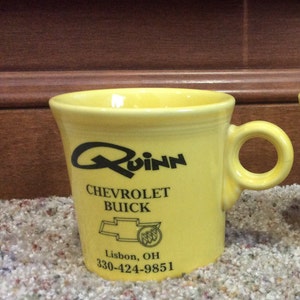 Quinn
CHEVROLET
BUICK
Lisbon, OH
330-424-9851